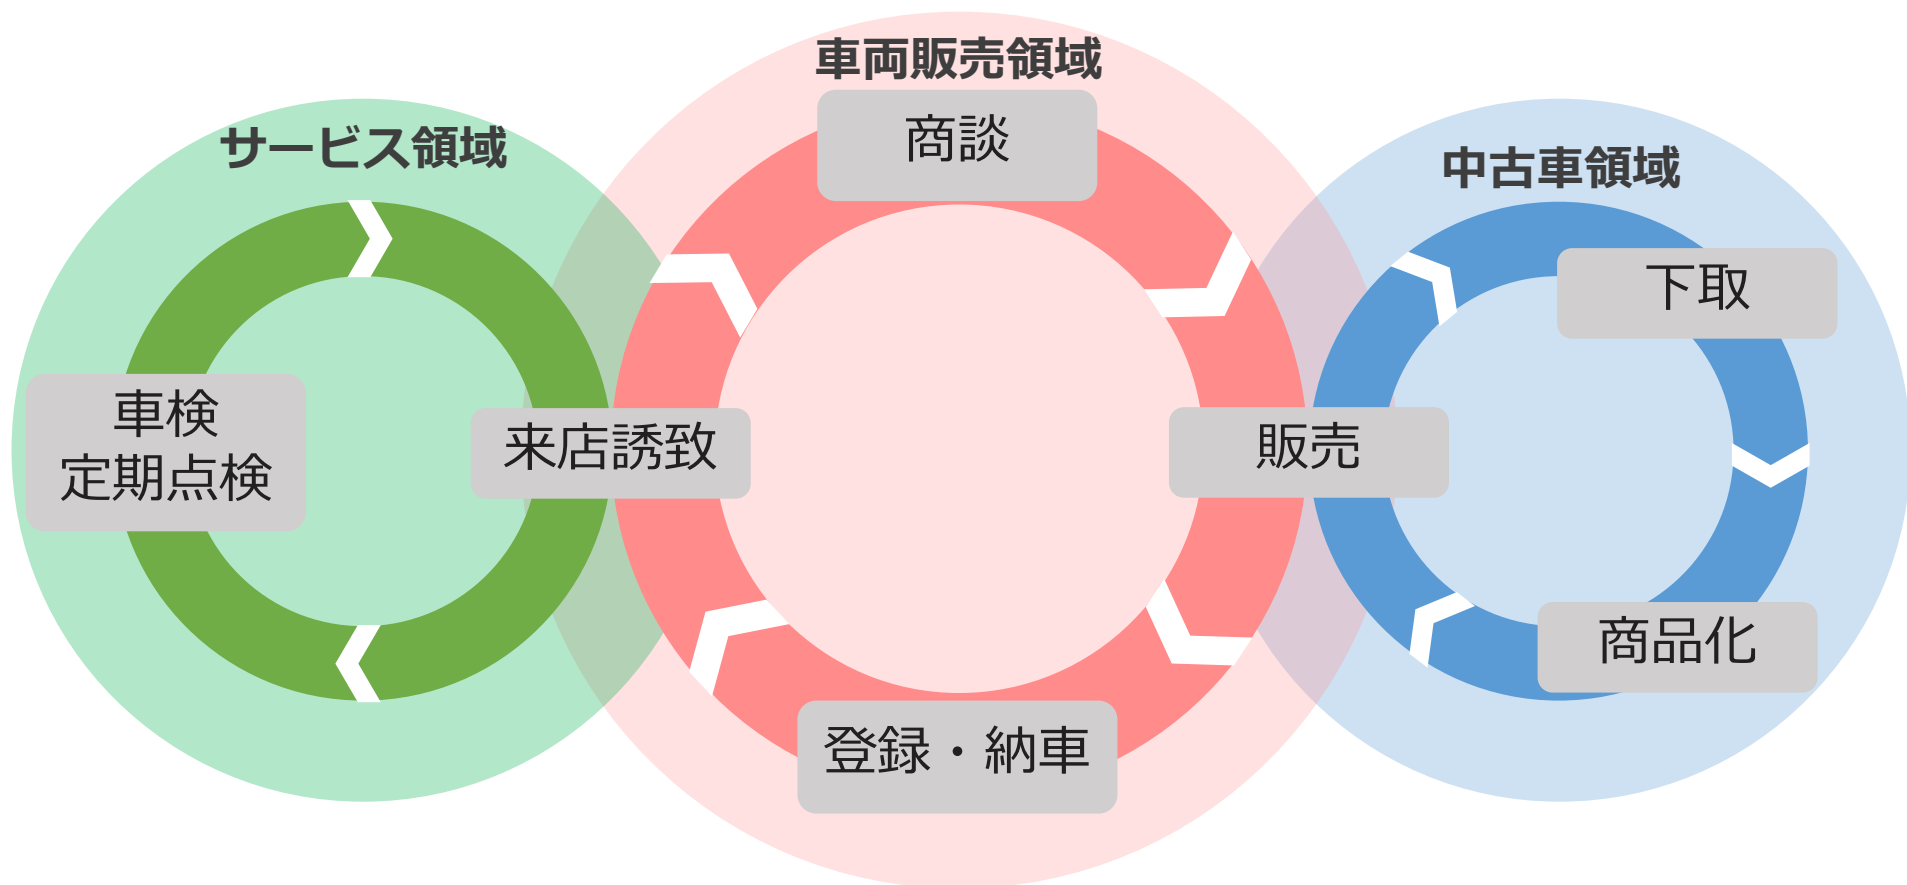 車両販売領域
商談
サービス領域
中古車領域
下取
車検
定期点検
来店誘致
販売
商品化
登録・納車